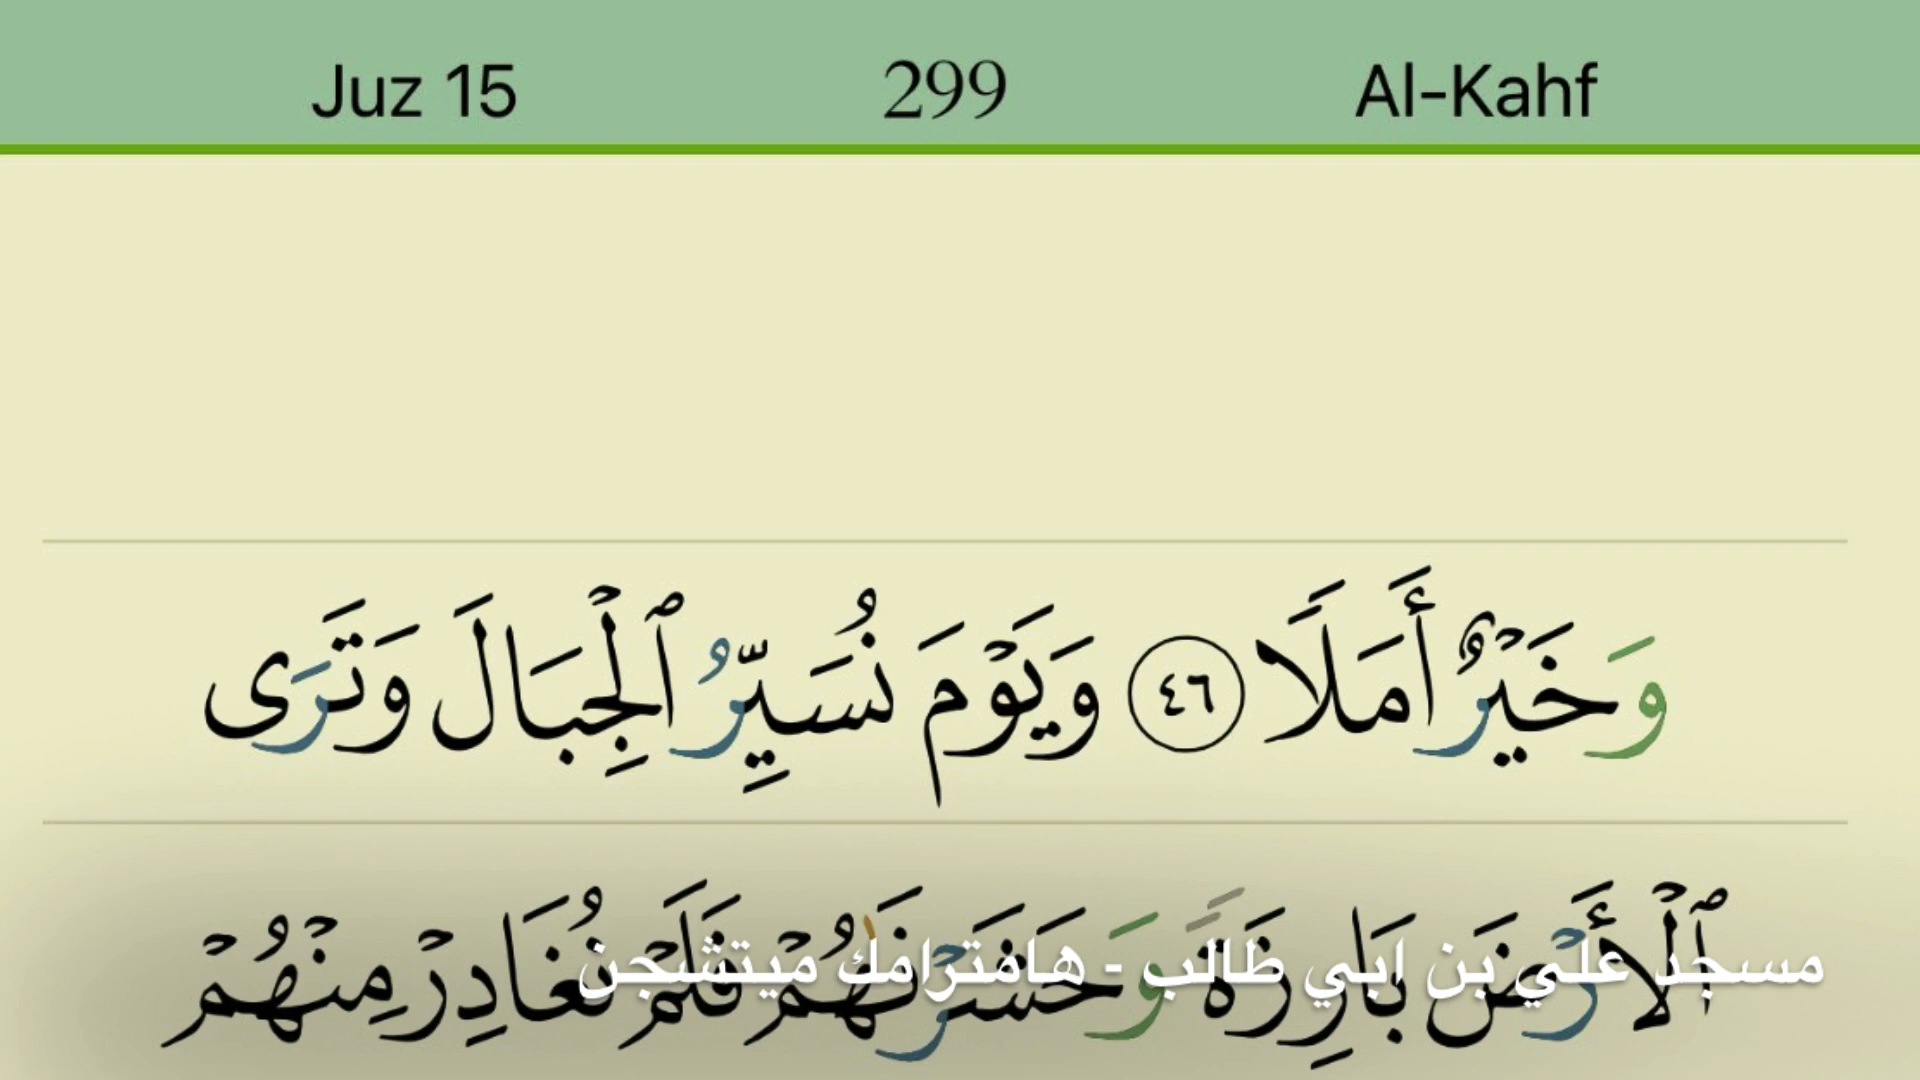 Juz 15 299 Al-Kahf
وَخَيْرٌ أَمَلًا ٤٦ وَيَوْمَ نُسَيِّرُ ٱلْجِبَالَ وَتَرَى
ٱلْأَرْضَ بَارِزَةً وَحَشَرْنَٰهُمْ فَلَمْ نُغَادِرْ مِنْهُمْ
مسجد علي بن ابي طالب - هامترامك ميتشجن